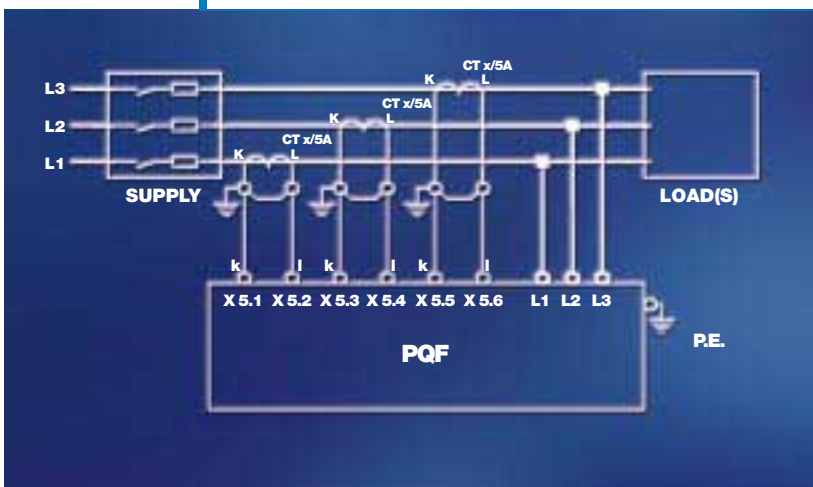 CT x/5A
K L
L3
CT x/5A
K L
L2
CT x/5A
K L
L1
SUPPLY
LOAD(S)
k l k l k l
X 5.1 X 5.2 X 5.3 X 5.4 X 5.5 X 5.6 L1 L2 L3
P.E.
PQF